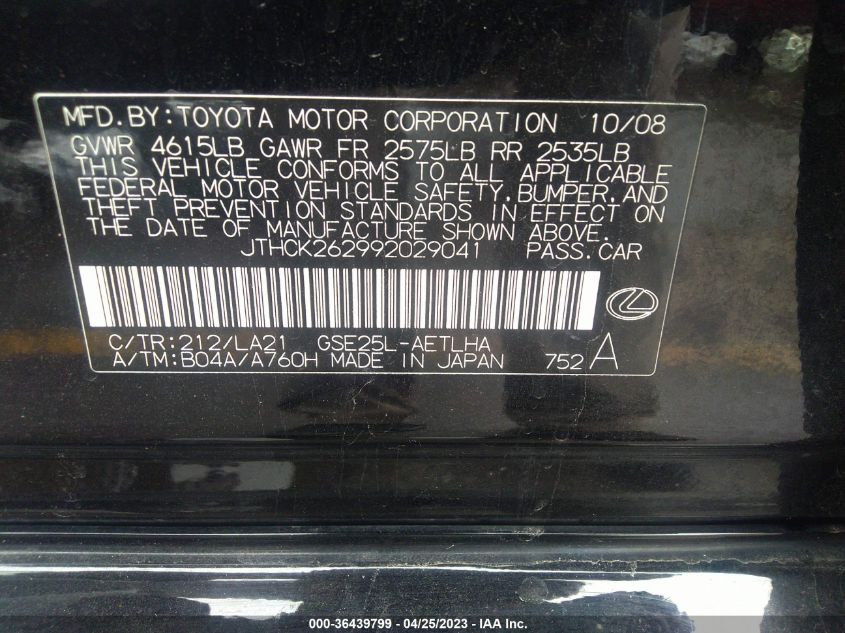 MFD.BY:TOYOTA MOTOR CORPORATION 10/08
GVWR 4615LB GAWR FR 2575LB RR 2535LB
THIS VEHICLE CONFORMS TO ALL APPLICABLE
FEDERAL MOTOR VEHICLE SAFETY,BUMPER,AND
THEFT PREVENTION STANDARDS IN EFFECT ON
THE DATE OF MANUFACTURE SHOWN ABOVE.
JTHCK262992029041 PASS.CAR
C/TR:212/LA21 GSE25L-AETLHA
A/TM:B04A/A760H MADE IN JAPAN 752 A
000-36439799 - 04/25/2023 - IAA Inc.